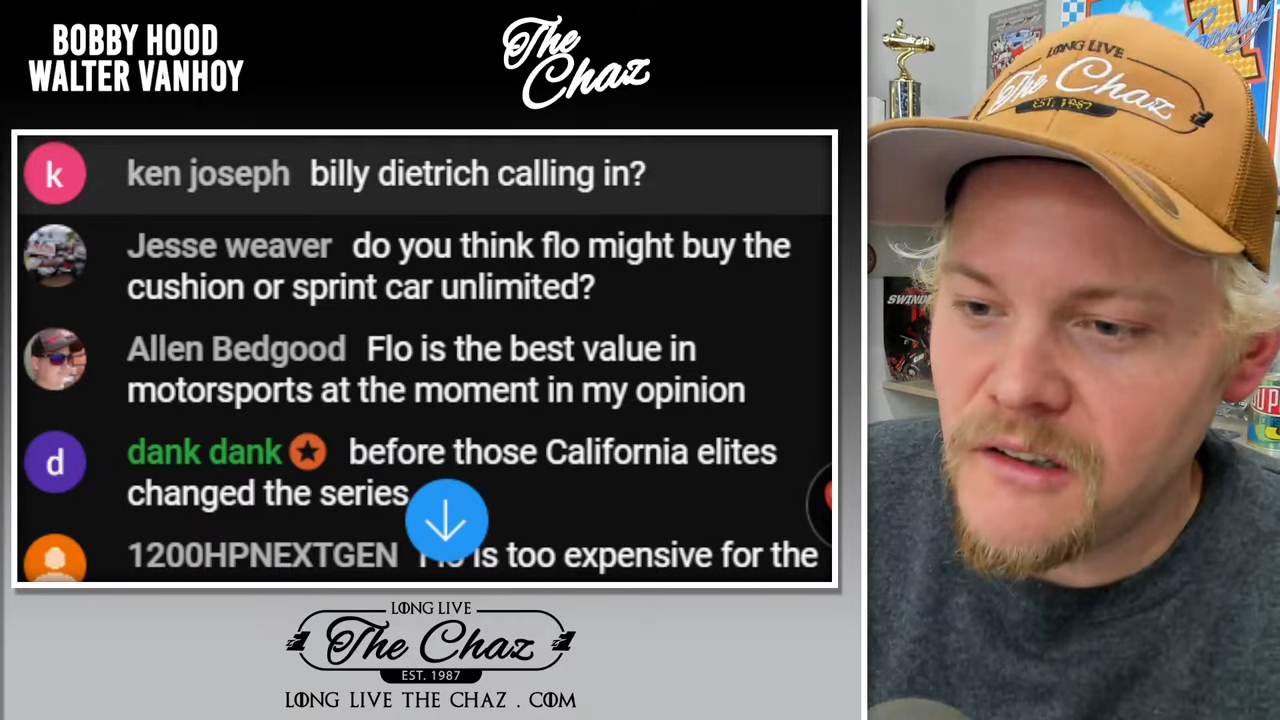 BOBBY HOOD
WALTER VANHOY
The
Chaz
k
ken joseph billy dietrich calling in?
Jesse weaver do you think flo might buy the
cushion or sprint car unlimited?
Allen Bedgood Flo is the best value in
motorsports at the moment in my opinion
d
dank dank before those California elites
changed the series
1200HPNEXTGEN Flo is too expensive for the
LONG LIVE
The Chaz
EST. 1987
LONG LIVE THE CHAZ . COM
LONG LIVE
The Chaz
EST. 1987
SWINDE